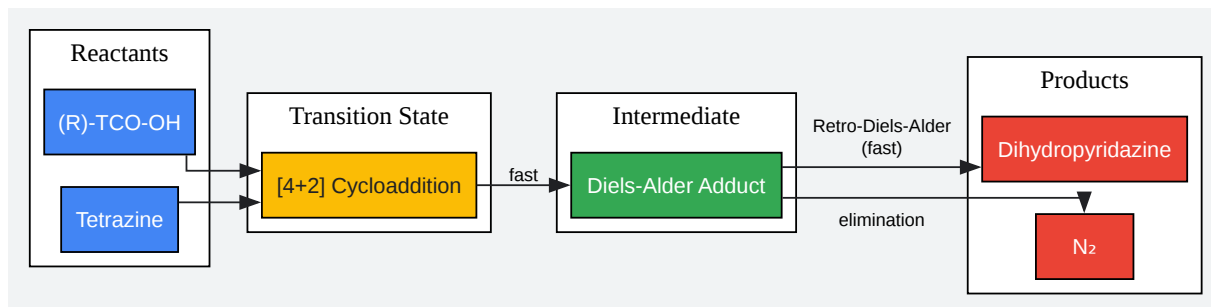 Reactants
(R)-TCO-OH
Tetrazine
Transition State
[4+2] Cycloaddition
fast
Intermediate
Diels-Alder Adduct
Retro-Diels-Alder
(fast)
elimination
Products
Dihydropyridazine
N₂